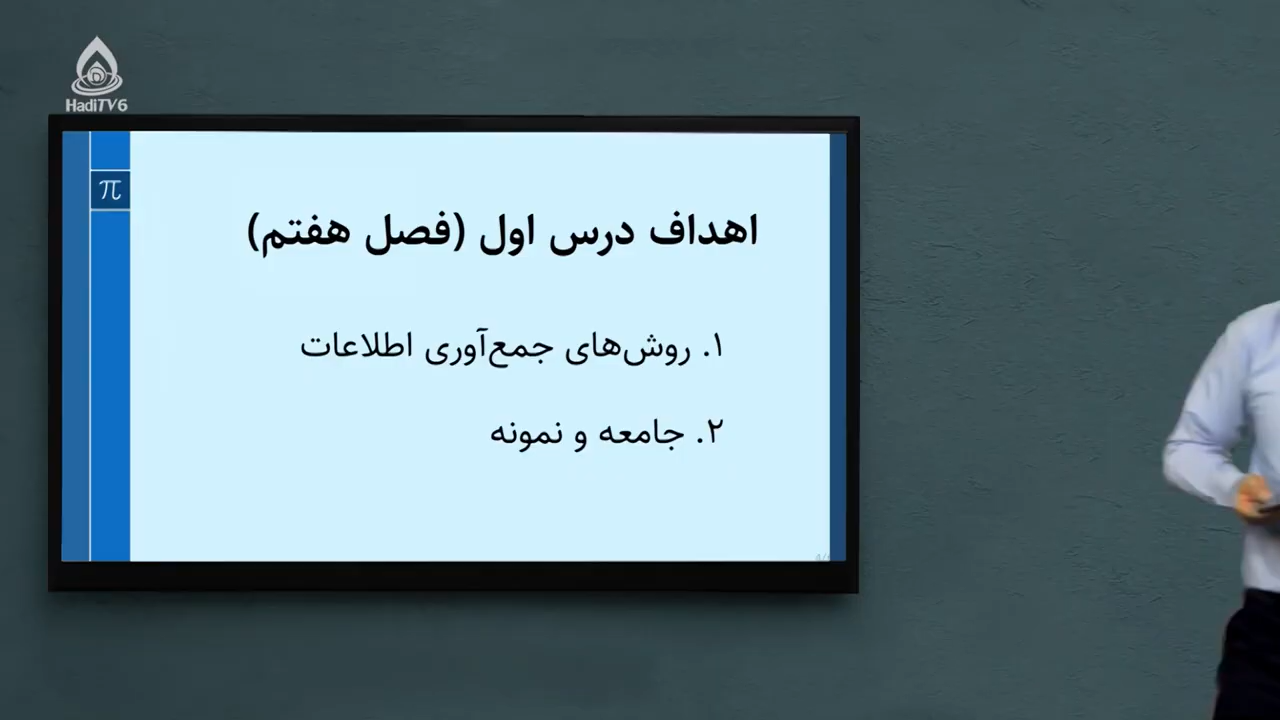 HadiTV6
π
اهداف درس اول (فصل هفتم)
۱. روش‌های جمع‌آوری اطلاعات
۲. جامعه و نمونه